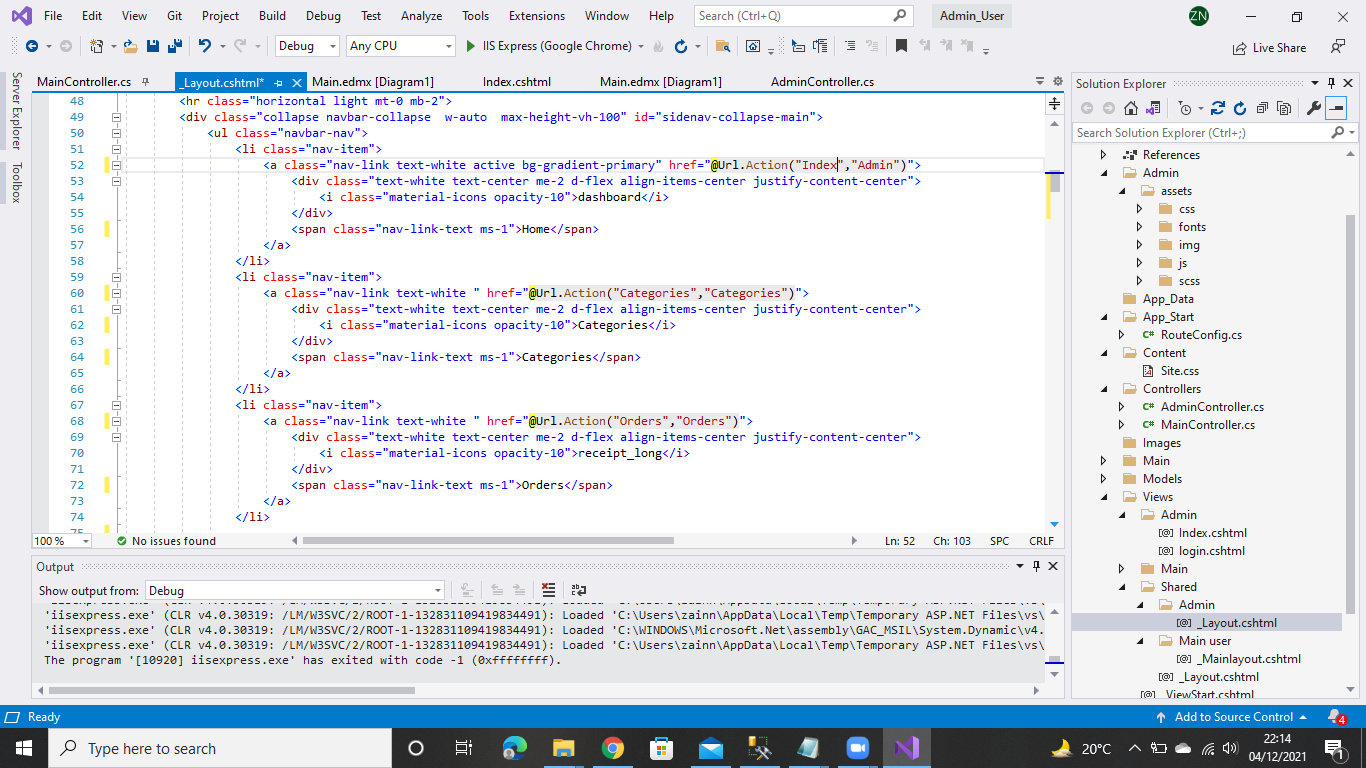 File Edit View Git Project Build Debug Test Analyze Tools Extensions Window Help Search (Ctrl+Q) Admin_User ZN
Debug Any CPU IIS Express (Google Chrome) Live Share
Server Explorer
Toolbox
MainController.cs _Layout.cshtml* Main.edmx [Diagram1] Index.cshtml Main.edmx [Diagram1] AdminController.cs
48 <hr class="horizontal light mt-0 mb-2">
49 <div class="collapse navbar-collapse  w-auto  max-height-vh-100" id="sidenav-collapse-main">
50 <ul class="navbar-nav">
51 <li class="nav-item">
52 <a class="nav-link text-white active bg-gradient-primary" href="@Url.Action("Index","Admin")">
53 <div class="text-white text-center me-2 d-flex align-items-center justify-content-center">
54 <i class="material-icons opacity-10">dashboard</i>
55 </div>
56 <span class="nav-link-text ms-1">Home</span>
57 </a>
58 </li>
59 <li class="nav-item">
60 <a class="nav-link text-white " href="@Url.Action("Categories","Categories")">
61 <div class="text-white text-center me-2 d-flex align-items-center justify-content-center">
62 <i class="material-icons opacity-10">Categories</i>
63 </div>
64 <span class="nav-link-text ms-1">Categories</span>
65 </a>
66 </li>
67 <li class="nav-item">
68 <a class="nav-link text-white " href="@Url.Action("Orders","Orders")">
69 <div class="text-white text-center me-2 d-flex align-items-center justify-content-center">
70 <i class="material-icons opacity-10">receipt_long</i>
71 </div>
72 <span class="nav-link-text ms-1">Orders</span>
73 </a>
74 </li>
75
100 % No issues found Ln: 52 Ch: 103 SPC CRLF
Output
Show output from: Debug
'iisexpress.exe' (CLR v4.0.30319: /LM/W3SVC/2/ROOT-1-132831109419834491): Loaded 'C:\Users\zainn\AppData\Local\Temp\Temporary ASP.NET Files\vs\
'iisexpress.exe' (CLR v4.0.30319: /LM/W3SVC/2/ROOT-1-132831109419834491): Loaded 'C:\WINDOWS\Microsoft.Net\assembly\GAC_MSIL\System.Dynamic\v4.
'iisexpress.exe' (CLR v4.0.30319: /LM/W3SVC/2/ROOT-1-132831109419834491): Loaded 'C:\Users\zainn\AppData\Local\Temp\Temporary ASP.NET Files\vs\
The program '[10920] iisexpress.exe' has exited with code -1 (0xffffffff).
Solution Explorer
Search Solution Explorer (Ctrl+;)
References
Admin
assets
css
fonts
img
js
scss
App_Data
App_Start
C# RouteConfig.cs
Content
Site.css
Controllers
C# AdminController.cs
C# MainController.cs
Images
Main
Models
Views
Admin
[@] Index.cshtml
[@] login.cshtml
Main
Shared
Admin
[@] _Layout.cshtml
Main user
[@] _Mainlayout.cshtml
[@] _Layout.cshtml
[@] _ViewStart.cshtml
Ready Add to Source Control 4
Type here to search 20°C 22:14
04/12/2021 1